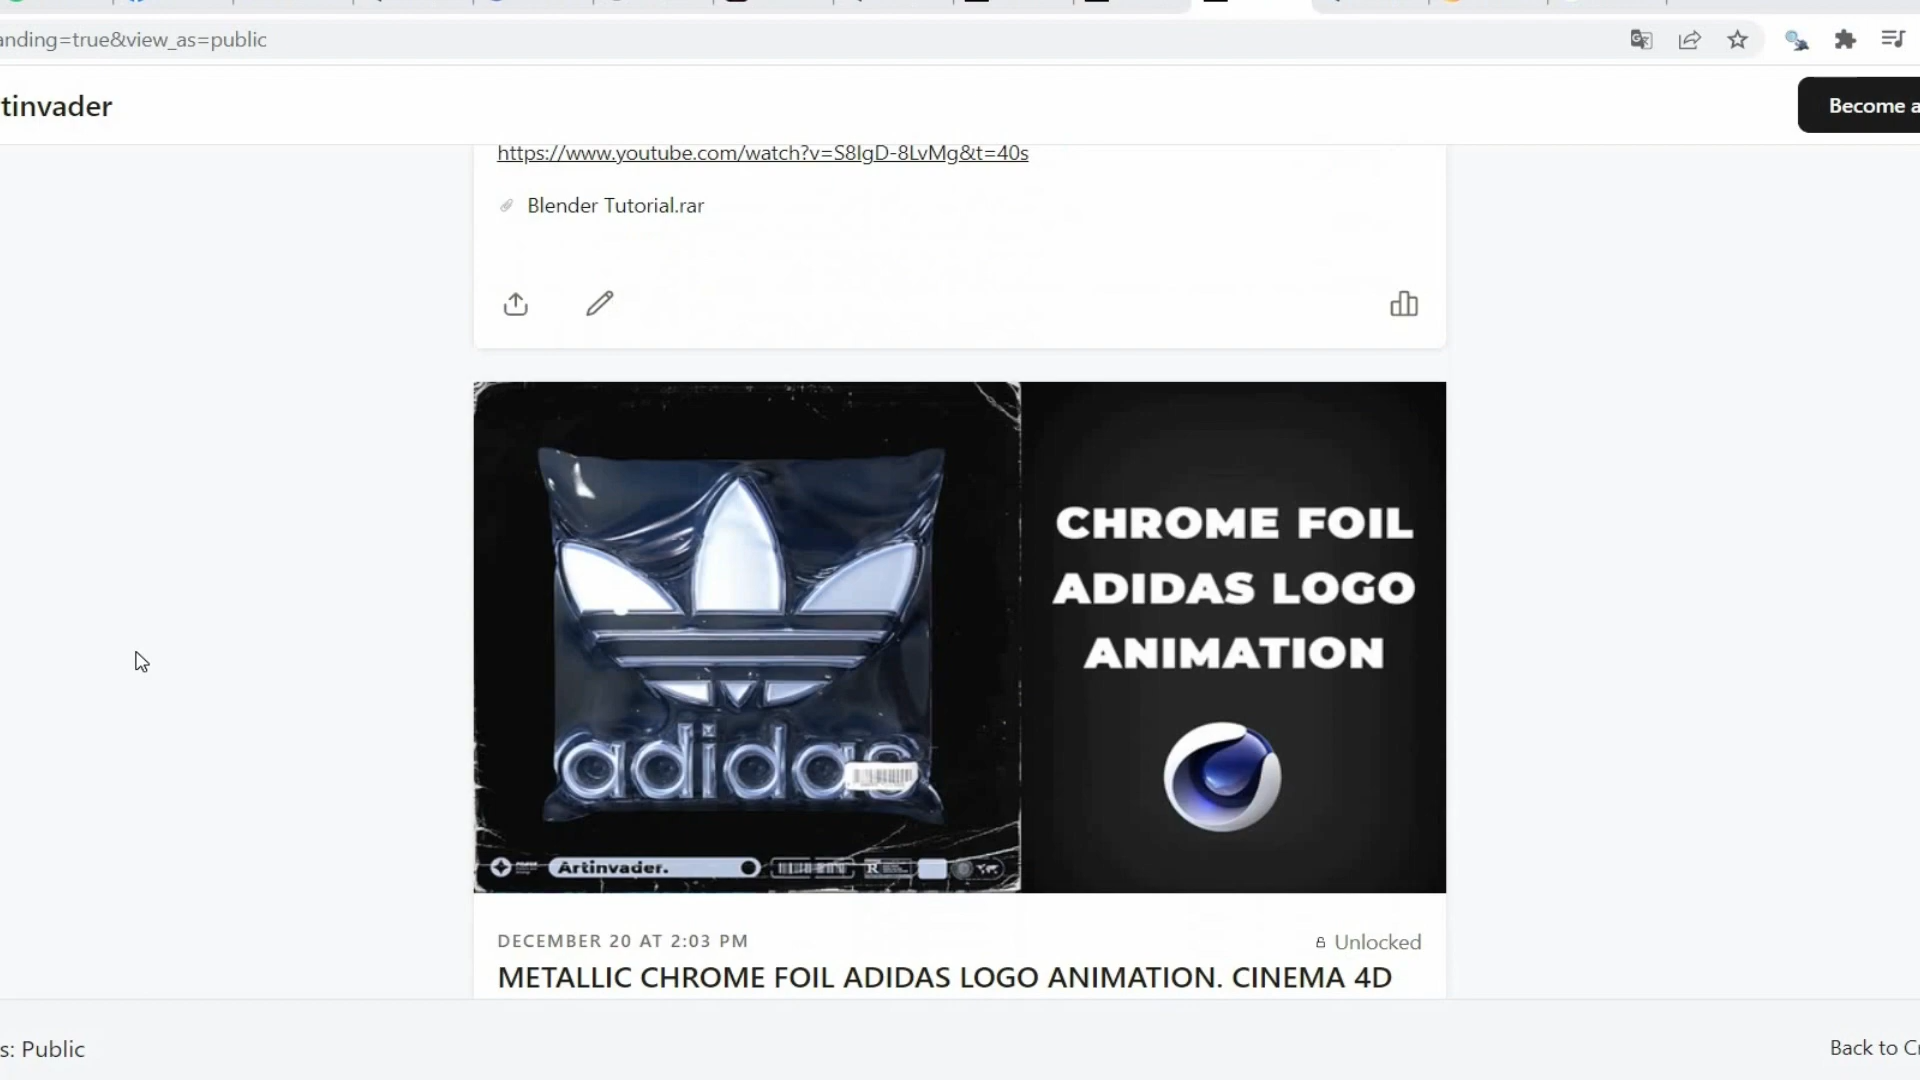 anding=true&view_as=public
tinvader
Become a
https://www.youtube.com/watch?v=S8IgD-8LvMg&t=40s
Blender Tutorial.rar
CHROME FOIL
ADIDAS LOGO
ANIMATION
adidas
Artinvader.
R
DECEMBER 20 AT 2:03 PM
Unlocked
METALLIC CHROME FOIL ADIDAS LOGO ANIMATION. CINEMA 4D
s: Public
Back to Cr